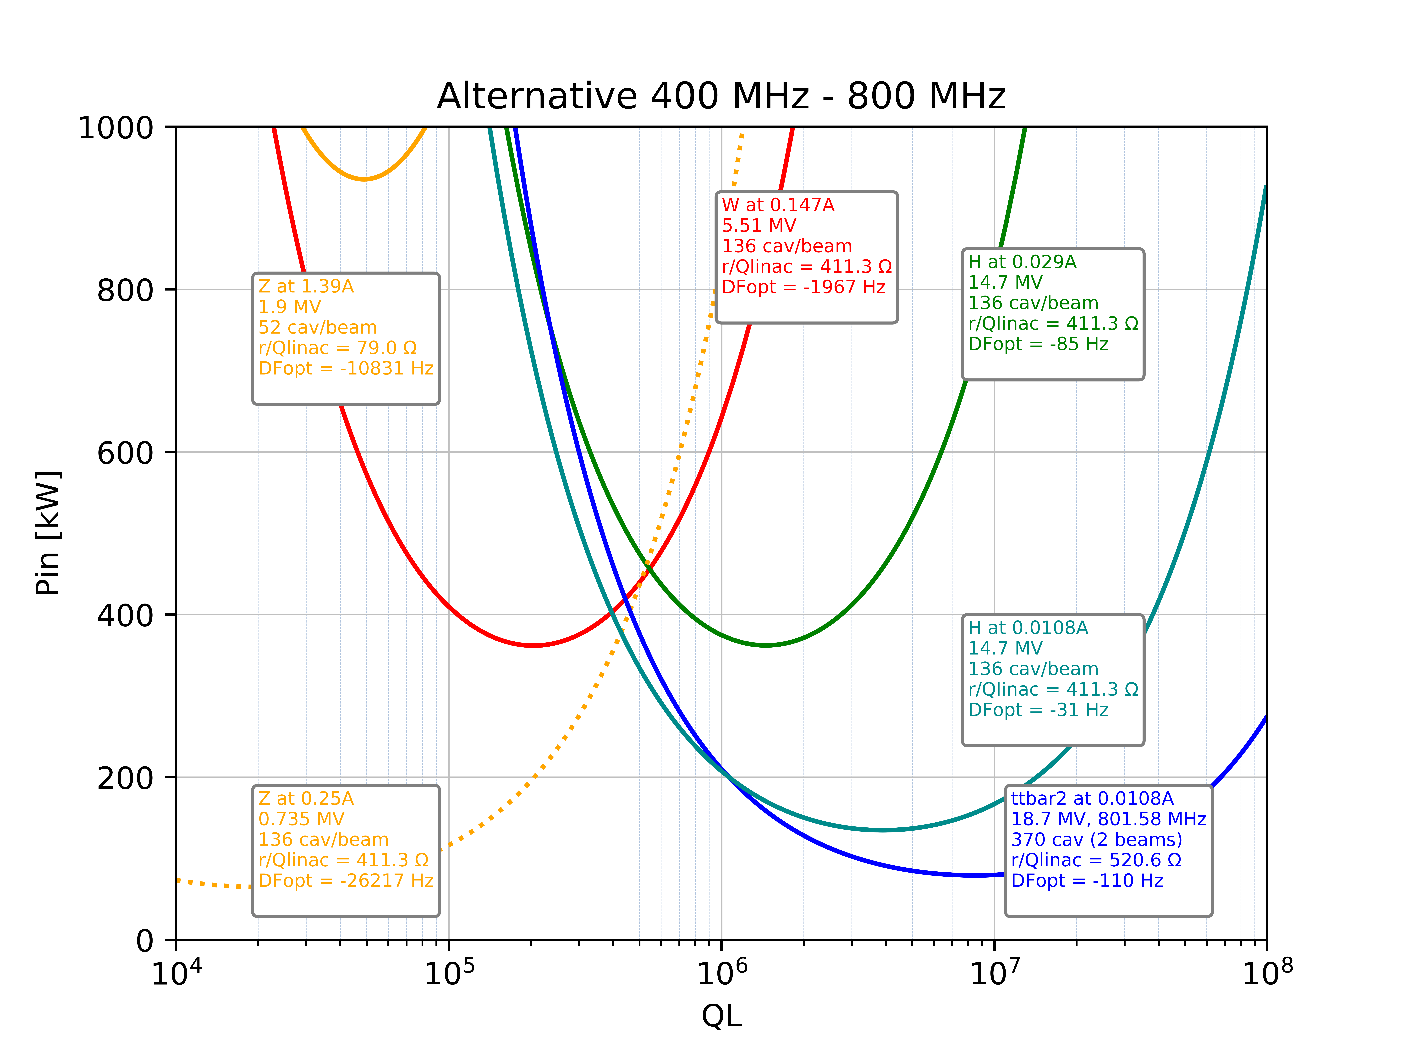 Alternative 400 MHz - 800 MHz
1000
800
600
400
200
0
Pin [kW]
10⁴
10⁵
10⁶
10⁷
10⁸
QL
Z at 1.39A
1.9 MV
52 cav/beam
r/Qlinac = 79.0 Ω
DFopt = -10831 Hz
W at 0.147A
5.51 MV
136 cav/beam
r/Qlinac = 411.3 Ω
DFopt = -1967 Hz
H at 0.029A
14.7 MV
136 cav/beam
r/Qlinac = 411.3 Ω
DFopt = -85 Hz
H at 0.0108A
14.7 MV
136 cav/beam
r/Qlinac = 411.3 Ω
DFopt = -31 Hz
Z at 0.25A
0.735 MV
136 cav/beam
r/Qlinac = 411.3 Ω
DFopt = -26217 Hz
ttbar2 at 0.0108A
18.7 MV, 801.58 MHz
370 cav (2 beams)
r/Qlinac = 520.6 Ω
DFopt = -110 Hz